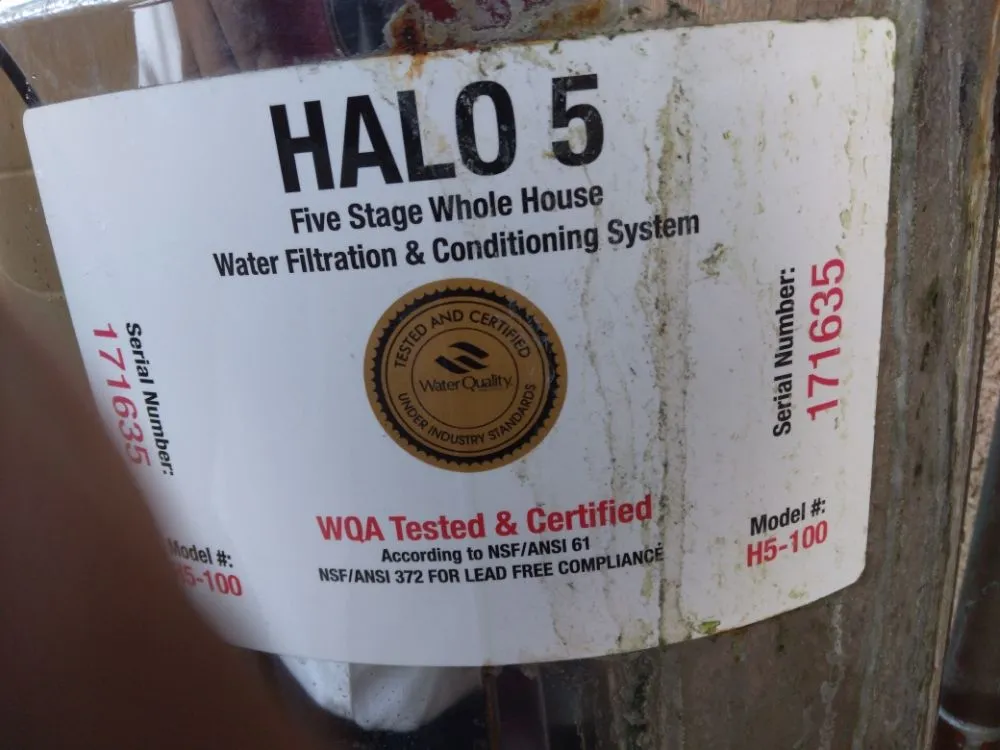 HALO 5
Five Stage Whole House
Water Filtration & Conditioning System
TESTED AND CERTIFIED
WaterQuality
UNDER INDUSTRY STANDARDS
Serial Number:
171635
Serial Number:
171635
WQA Tested & Certified
According to NSF/ANSI 61
NSF/ANSI 372 FOR LEAD FREE COMPLIANCE
Model #:
H5-100
Model #:
5-100